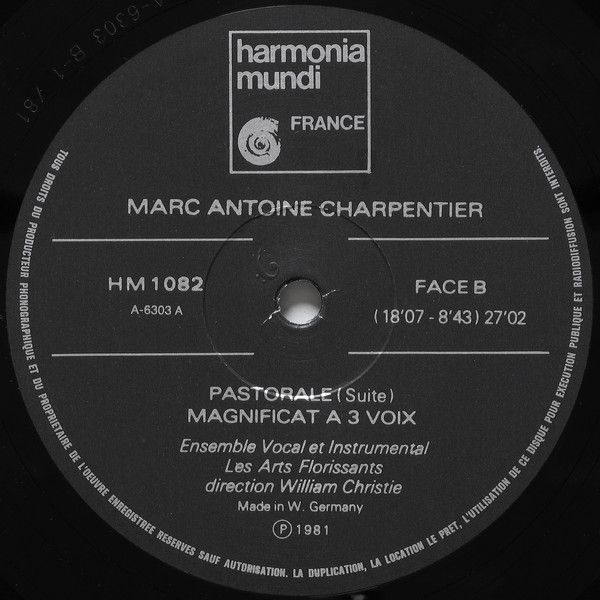 harmonia
mundi
FRANCE
MARC ANTOINE CHARPENTIER
HM 1082
A-6303 A
FACE B
(18'07 - 8'43) 27'02
PASTORALE (Suite)
MAGNIFICAT A 3 VOIX
Ensemble Vocal et Instrumental
Les Arts Florissants
direction William Christie
Made in W. Germany
Ⓟ 1981
TOUS DROITS DU PRODUCTEUR PHONOGRAPHIQUE ET DU PROPRIETAIRE DE L'OEUVRE ENREGISTREE RESERVES SAUF AUTORISATION. LA DUPLICATION, LA LOCATION LE PRET, L'UTILISATION DE CE DISQUE POUR EXECUTION PUBLIQUE ET RADIODIFFUSION SONT INTERDITS.
A-6303 B-1